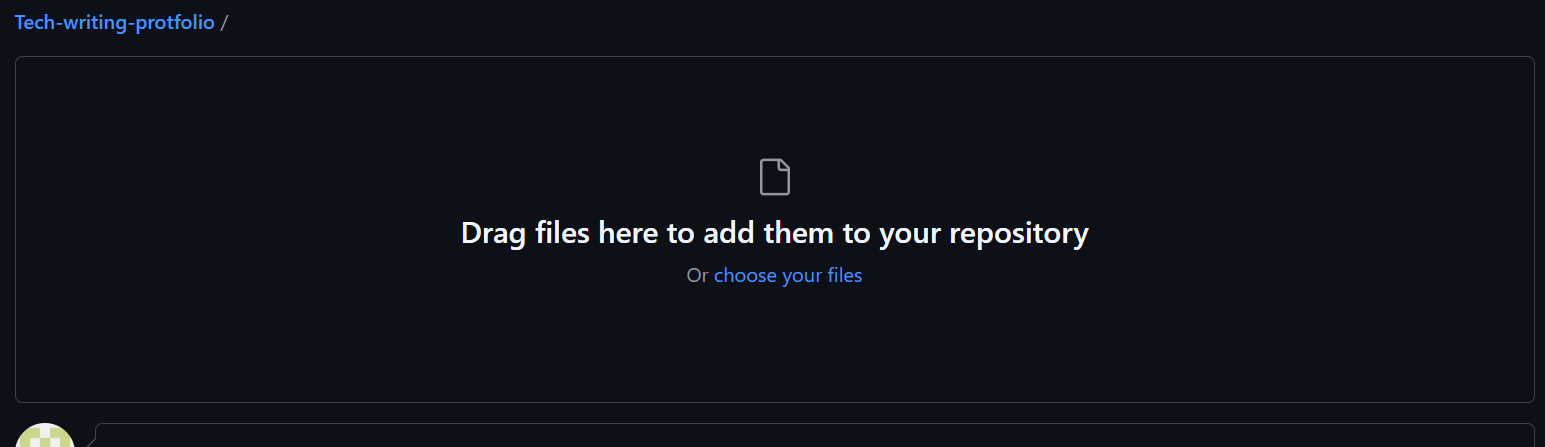 Tech-writing-protfolio /
Drag files here to add them to your repository
Or choose your files